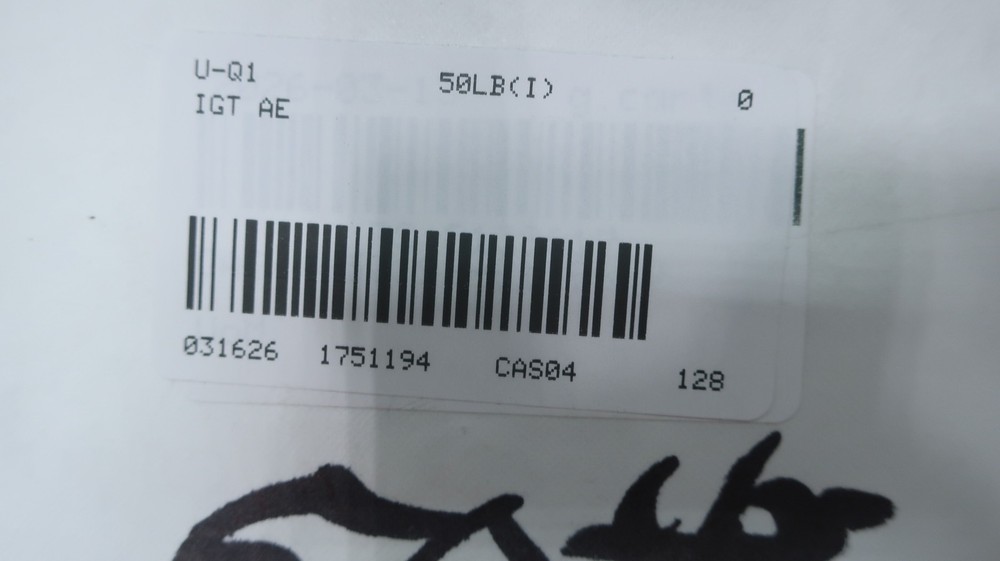 U-Q1 50LB(I) 0
IGT AE
031626 1751194 CAS04 128